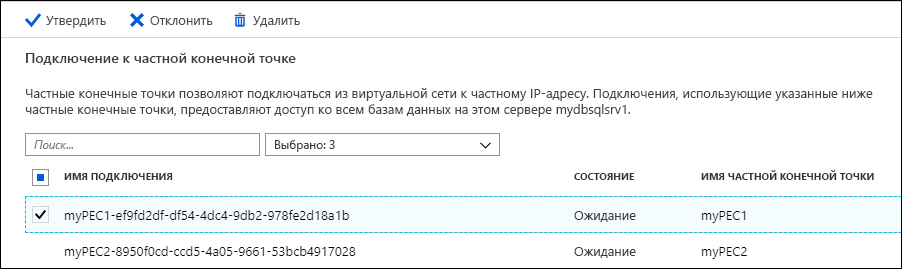 Утвердить Отклонить Удалить
Подключение к частной конечной точке
Частные конечные точки позволяют подключаться из виртуальной сети к частному IP-адресу. Подключения, использующие указанные ниже
частные конечные точки, предоставляют доступ ко всем базам данных на этом сервере mydbsqlsrv1.
Поиск... Выбрано: 3
ИМЯ ПОДКЛЮЧЕНИЯ СОСТОЯНИЕ ИМЯ ЧАСТНОЙ КОНЕЧНОЙ ТОЧКИ
myPEC1-ef9fd2df-df54-4dc4-9db2-978fe2d18a1b Ожидание myPEC1
myPEC2-8950f0cd-ccd5-4a05-9661-53bcb4917028 Ожидание myPEC2